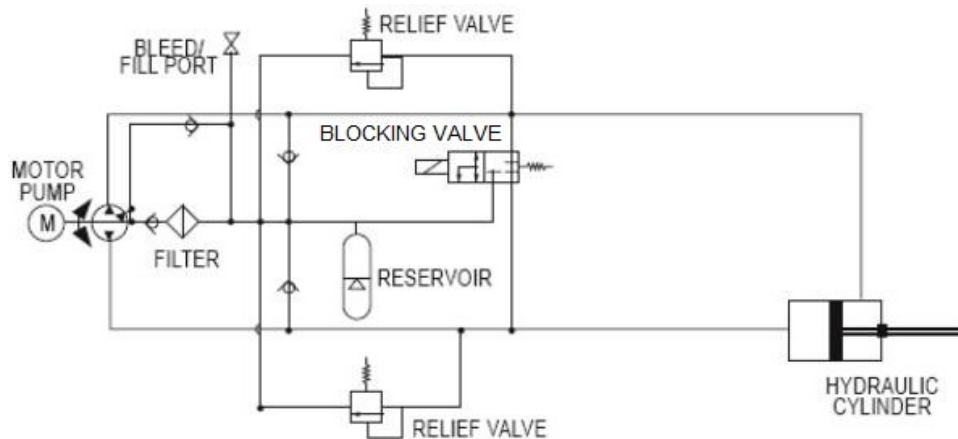 RELIEF VALVE
BLEED/
FILL PORT
BLOCKING VALVE
MOTOR
PUMP
M
FILTER
RESERVOIR
HYDRAULIC
CYLINDER
RELIEF VALVE